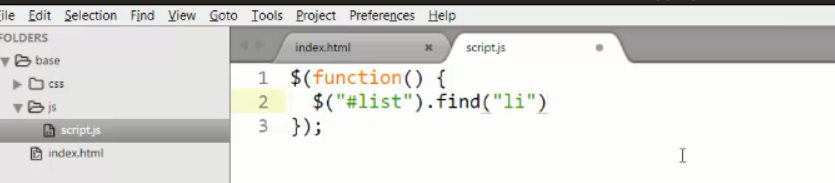 File Edit Selection Find View Goto Tools Project Preferences Help
FOLDERS
base
css
js
script.js
index.html
index.html × script.js
1 $(function() {
2 $("#list").find("li")
3 });